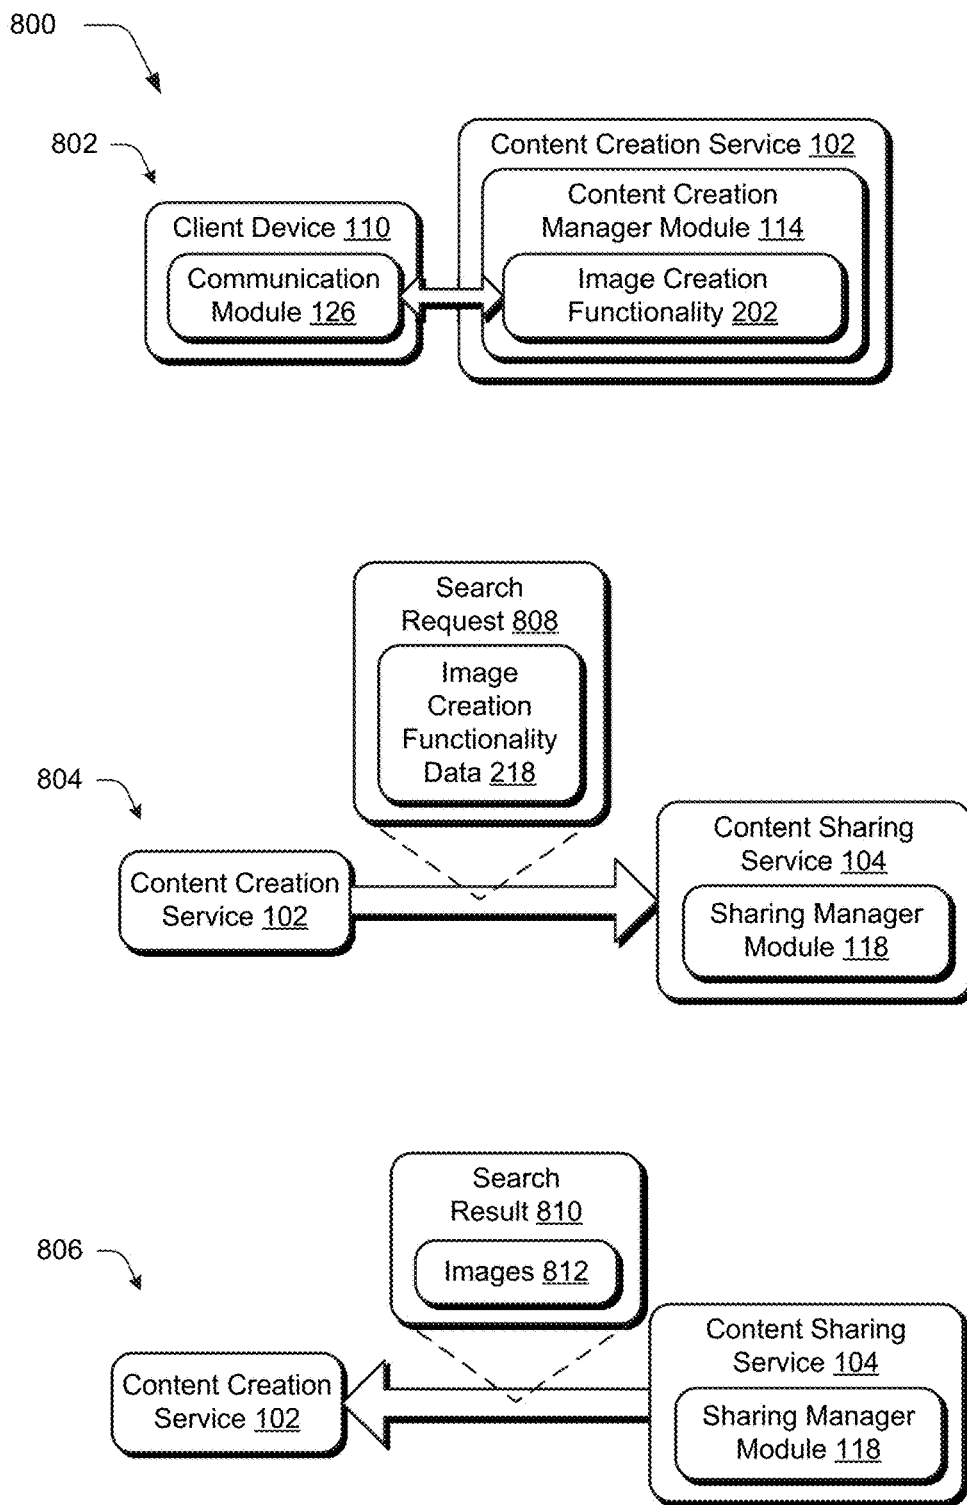 800
802
Content Creation Service 102
Content Creation
Manager Module 114
Client Device 110
Communication
Module 126
Image Creation
Functionality 202
Search
Request 808
Image
Creation
Functionality
Data 218
804
Content Creation
Service 102
Content Sharing
Service 104
Sharing Manager
Module 118
Search
Result 810
Images 812
806
Content Creation
Service 102
Content Sharing
Service 104
Sharing Manager
Module 118